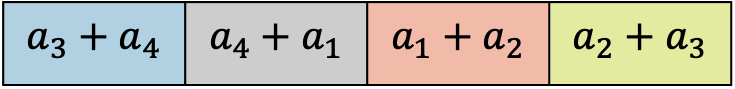 a₃ + a₄ a₄ + a₁ a₁ + a₂ a₂ + a₃